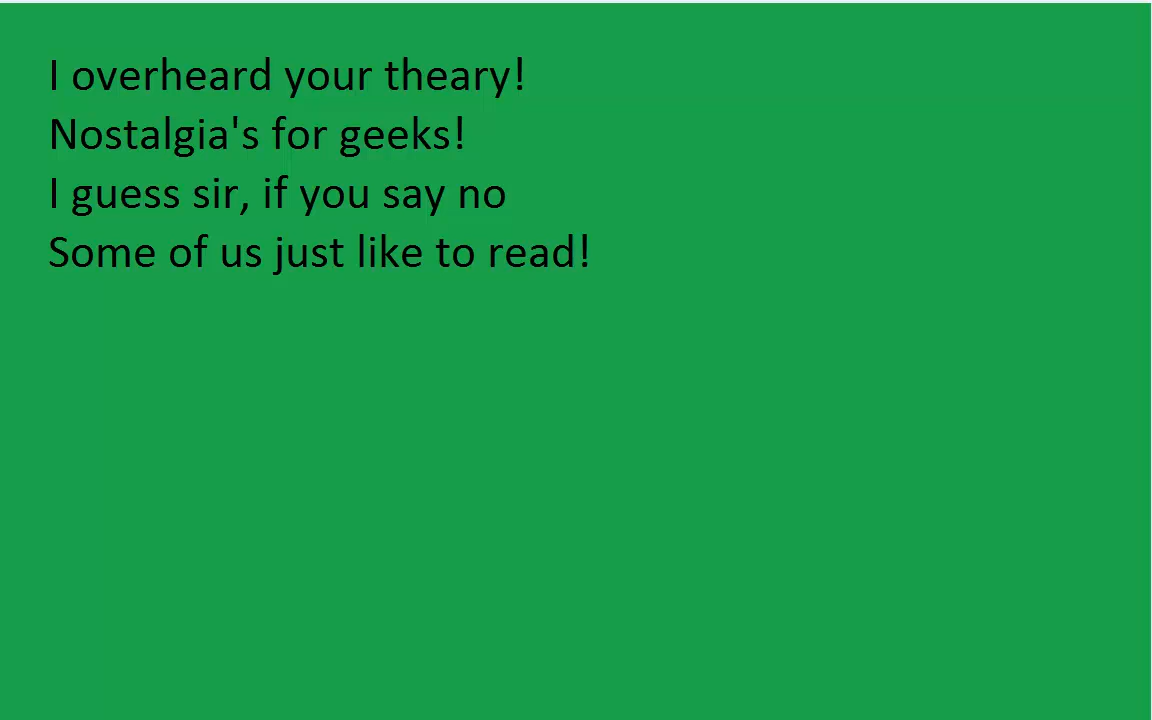 I overheard your theary!
Nostalgia's for geeks!
I guess sir, if you say no
Some of us just like to read!